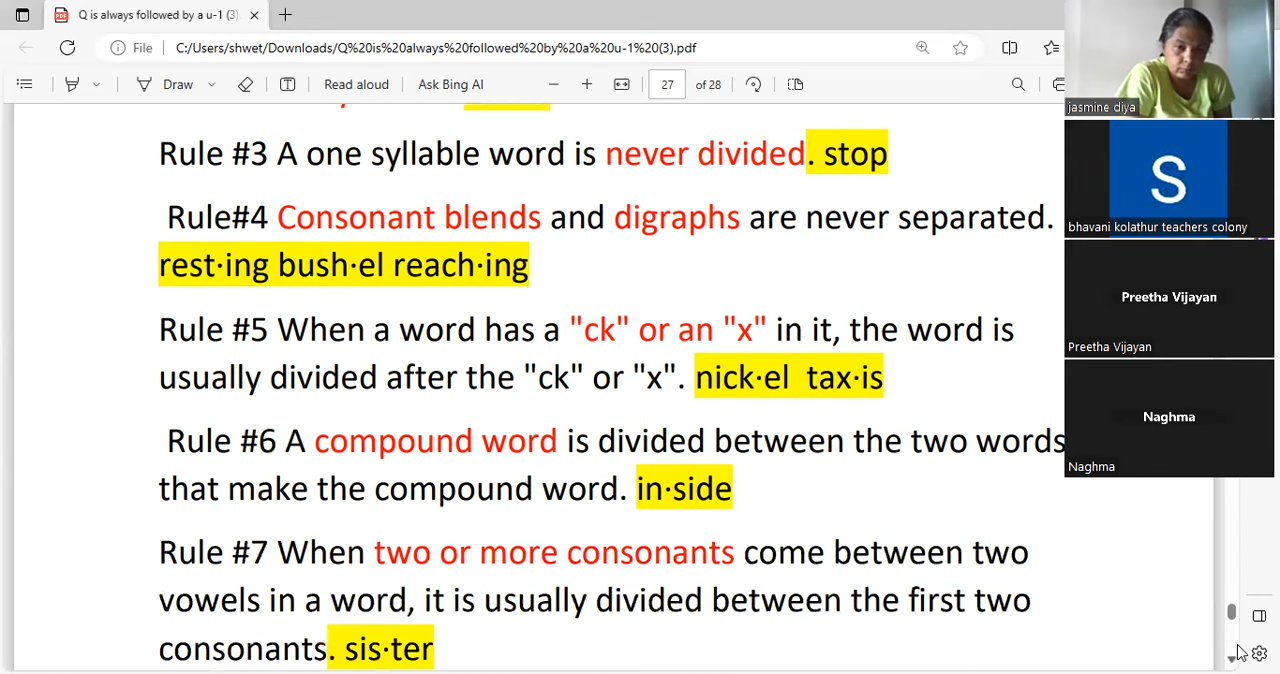 Q is always followed by a u-1 (3)
File C:/Users/shwet/Downloads/Q%20is%20always%20followed%20by%20a%20u-1%20(3).pdf
Draw Read aloud Ask Bing AI 27 of 28
Rule #3 A one syllable word is never divided. stop
Rule#4 Consonant blends and digraphs are never separated.
rest·ing bush·el reach·ing
Rule #5 When a word has a "ck" or an "x" in it, the word is
usually divided after the "ck" or "x". nick·el tax·is
Rule #6 A compound word is divided between the two words
that make the compound word. in·side
Rule #7 When two or more consonants come between two
vowels in a word, it is usually divided between the first two
consonants. sis·ter
jasmine diya
S
bhavani kolathur teachers colony
Preetha Vijayan
Preetha Vijayan
Naghma
Naghma